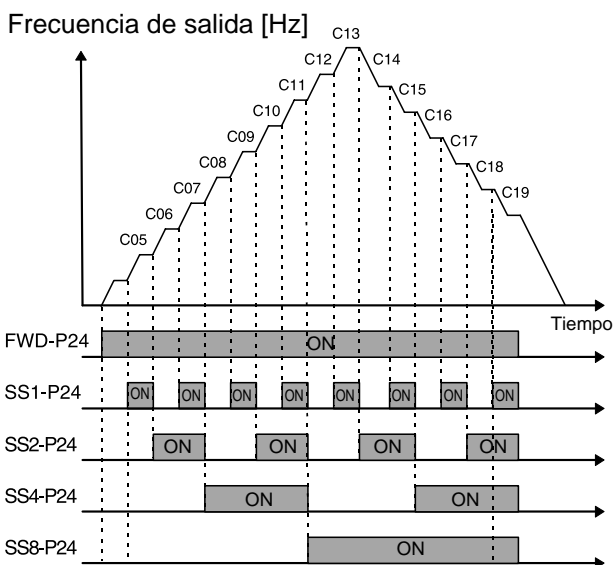 Frecuencia de salida [Hz]
C13
C12
C14
C11
C15
C10
C16
C09
C17
C08
C18
C07
C19
C06
C05
Tiempo
FWD-P24
ON
SS1-P24
ON ON ON ON ON ON ON ON
SS2-P24
ON ON ON ON
SS4-P24
ON ON
SS8-P24
ON